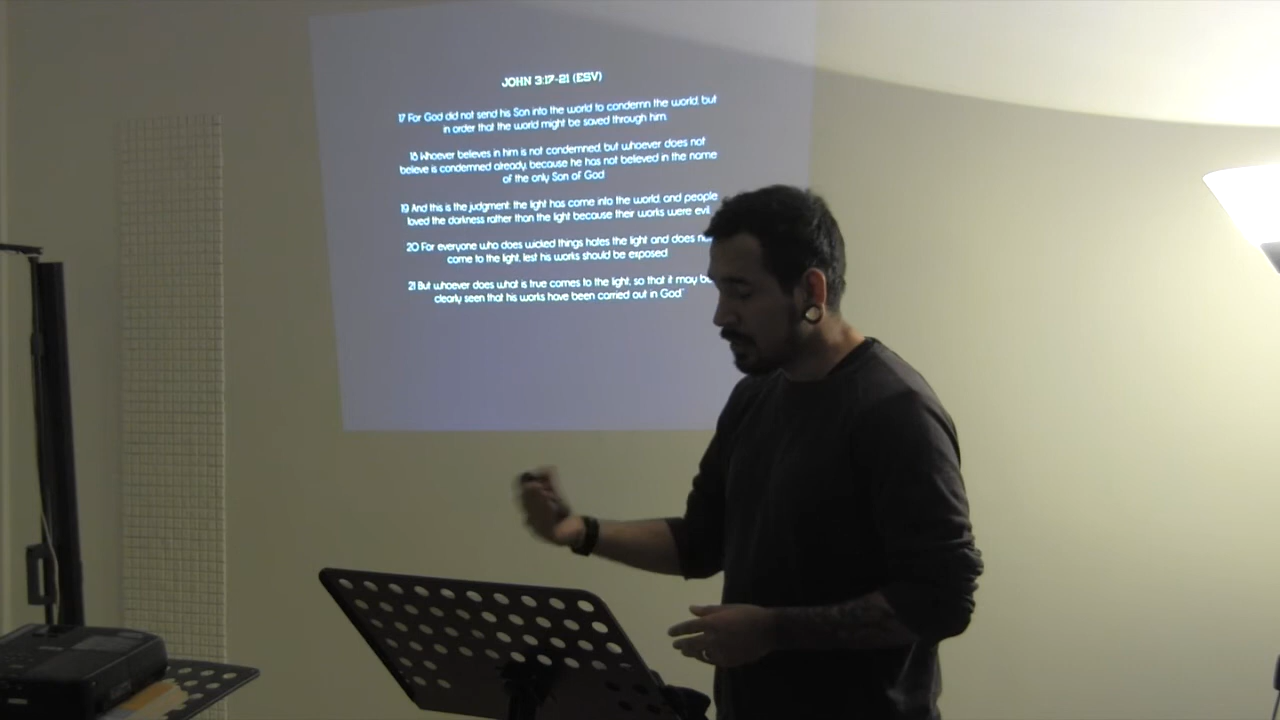 JOHN 3:17-21 (ESV)
17 For God did not send his Son into the world to condemn the world, but
in order that the world might be saved through him.
18 Whoever believes in him is not condemned, but whoever does not
believe is condemned already, because he has not believed in the name
of the only Son of God
19 And this is the judgment: the light has come into the world, and people
loved the darkness rather than the light because their works were evil.
20 For everyone who does wicked things hates the light and does
come to the light, lest his works should be exposed
21 But whoever does what is true comes to the light, so that it may be
clearly seen that his works have been carried out in God"